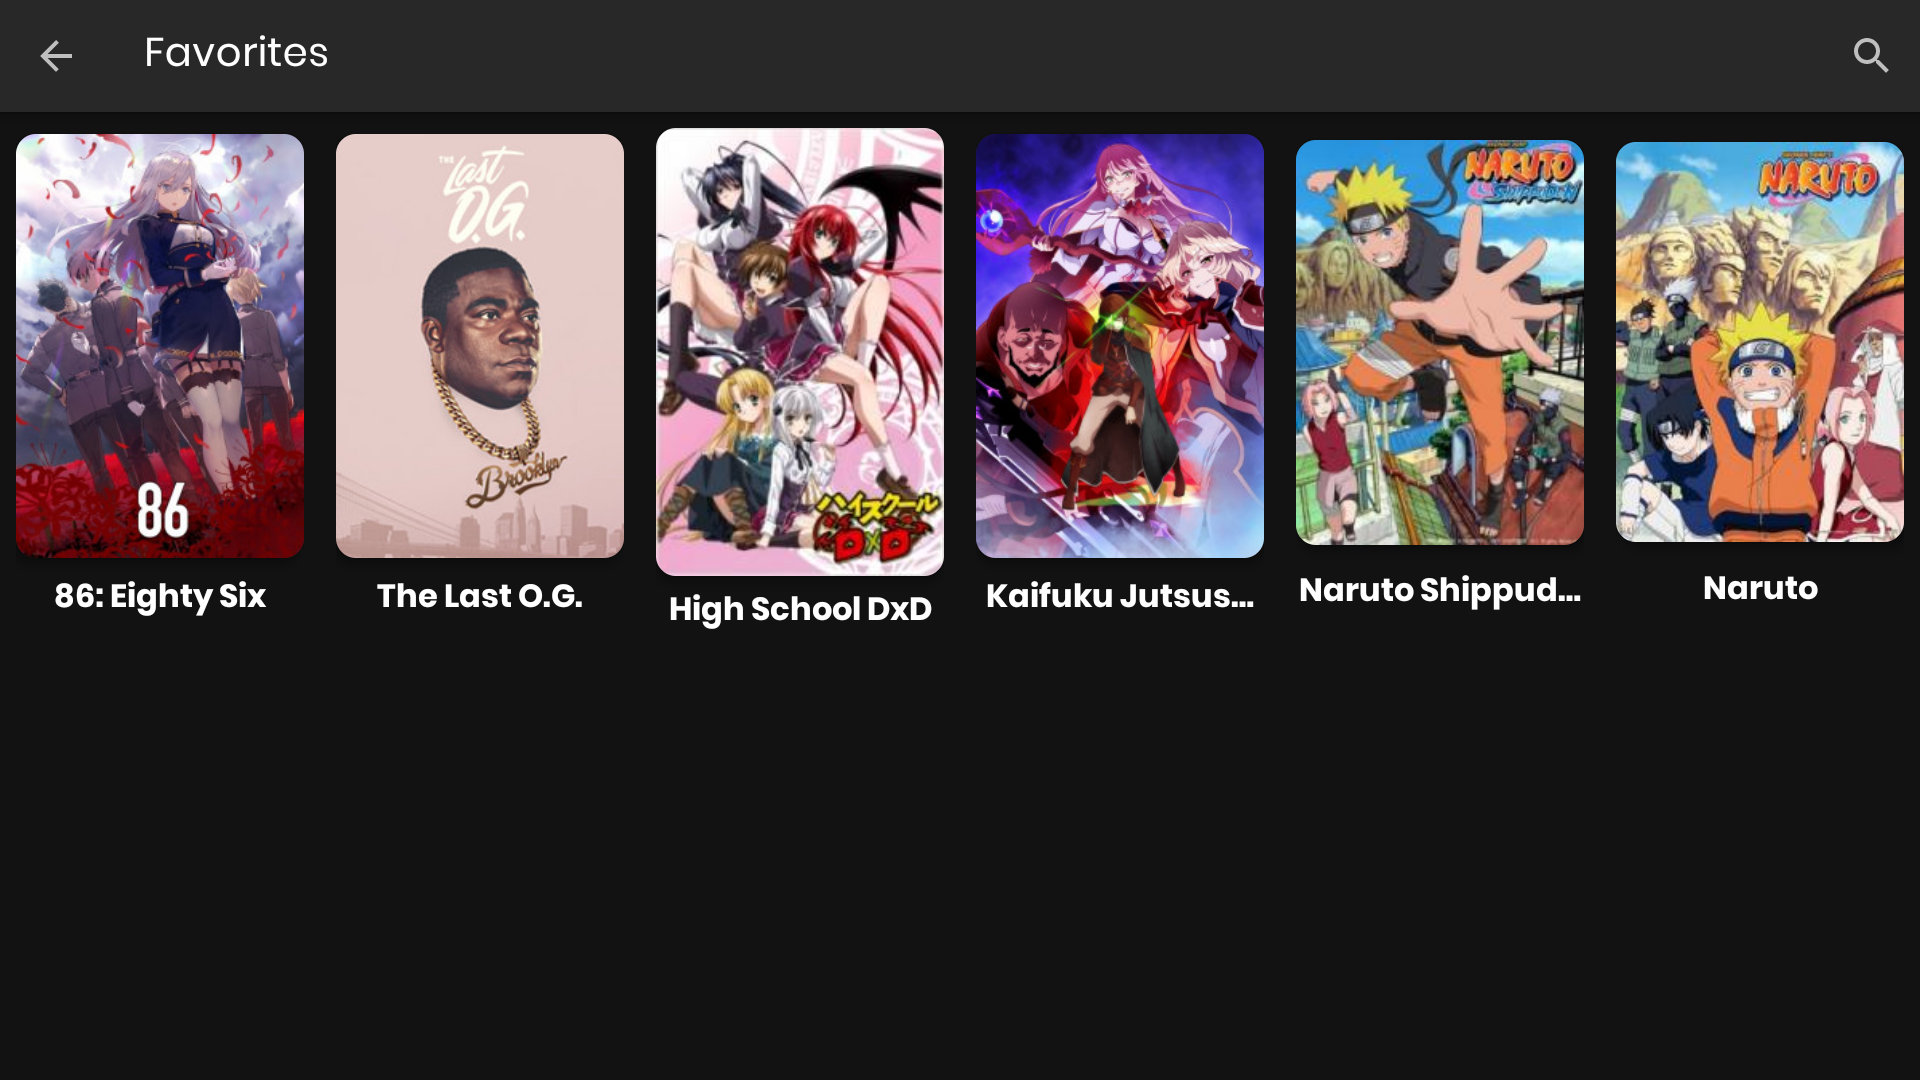 Favorites
86
THE
Last
O.G.
Brooklyn
ハイスクール
D×D
NARUTO
SHIPPUDEN
NARUTO
86: Eighty Six
The Last O.G.
High School DxD
Kaifuku Jutsus...
Naruto Shippud...
Naruto